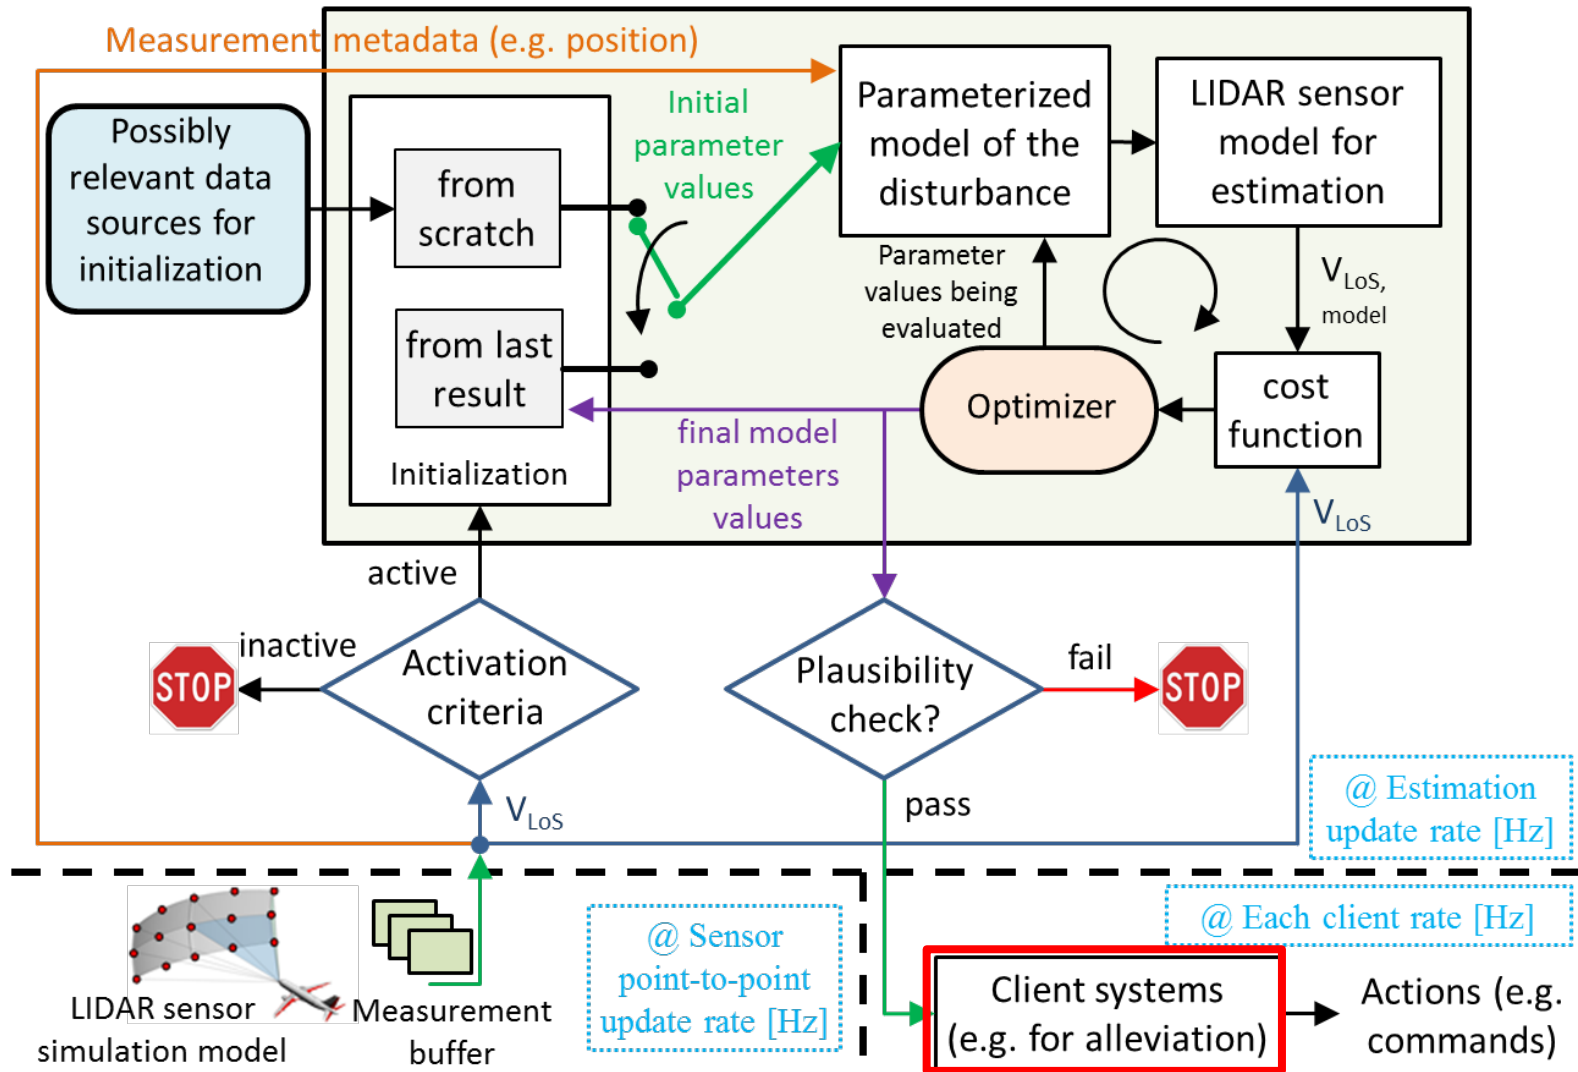 Measurement metadata (e.g. position)
Possibly
relevant data
sources for
initialization
from
scratch
from last
result
Initialization
Initial
parameter
values
Parameterized
model of the
disturbance
LIDAR sensor
model for
estimation
Parameter
values being
evaluated
V_LoS,
model
Optimizer
cost
function
final model
parameters
values
V_LoS
active
inactive
STOP
Activation
criteria
Plausibility
check?
fail
STOP
V_LoS
pass
@ Estimation
update rate [Hz]
@ Sensor
point-to-point
update rate [Hz]
@ Each client rate [Hz]
LIDAR sensor
simulation model
Measurement
buffer
Client systems
(e.g. for alleviation)
Actions (e.g.
commands)